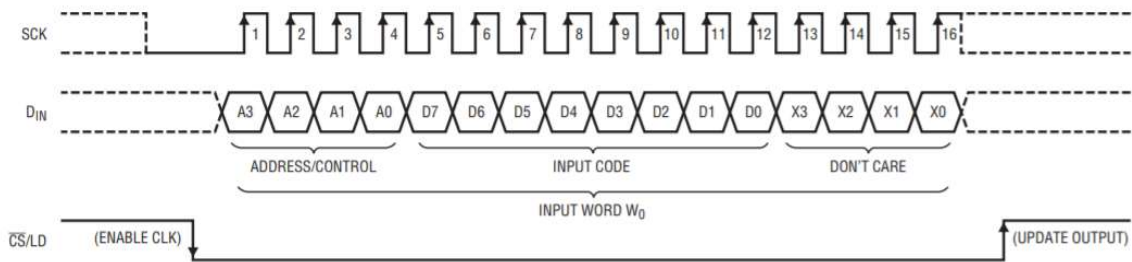 SCK 1 2 3 4 5 6 7 8 9 10 11 12 13 14 15 16
DIN A3 A2 A1 A0 D7 D6 D5 D4 D3 D2 D1 D0 X3 X2 X1 X0
ADDRESS/CONTROL INPUT CODE DON'T CARE
INPUT WORD W0
CS/LD (ENABLE CLK) (UPDATE OUTPUT)